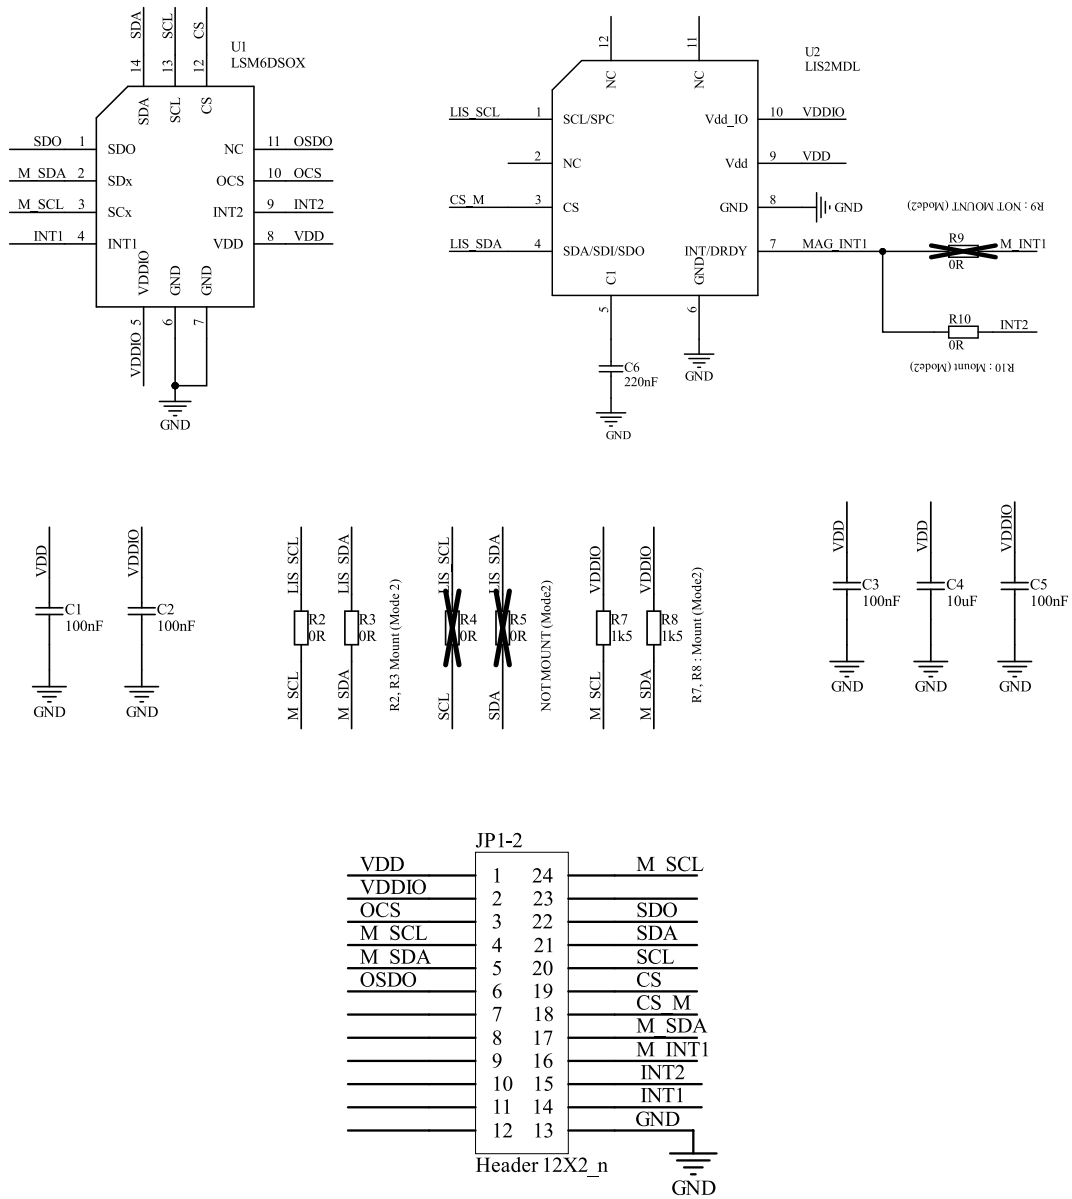 U1
LSM6DSOX
SDA
SCL
CS
14
13
12
SDA
SCL
CS
SDO 1 SDO
M_SDA 2 SDx
M_SCL 3 SCx
INT1 4 INT1
NC 11 OSDO
OCS 10 OCS
INT2 9 INT2
VDD 8 VDD
VDDIO
GND
GND
VDDIO 5
6
7
GND
U2
LIS2MDL
12
11
NC
NC
LIS_SCL 1 SCL/SPC
2 NC
CS_M 3 CS
LIS_SDA 4 SDA/SDI/SDO
Vdd_IO 10 VDDIO
Vdd 9 VDD
GND 8 GND
INT/DRDY 7 MAG_INT1
C1
GND
5
6
C6
220nF
GND
GND
R9 : NOT MOUNT (Mode2)
R9
0R
M_INT1
R10
0R
INT2
R10 : Mount (Mode2)
VDD
C1
100nF
GND
VDDIO
C2
100nF
GND
LIS_SCL
R2
0R
M_SCL
LIS_SDA
R3
0R
M_SDA
R2, R3 Mount (Mode 2)
LIS_SCL
R4
0R
SCL
LIS_SDA
R5
0R
SDA
NOT MOUNT (Mode2)
VDDIO
R7
1k5
M_SCL
VDDIO
R8
1k5
M_SDA
R7, R8 : Mount (Mode2)
VDD
C3
100nF
GND
VDD
C4
10uF
GND
VDDIO
C5
100nF
GND
JP1-2
VDD 1 24 M_SCL
VDDIO 2 23
OCS 3 22 SDO
M_SCL 4 21 SDA
M_SDA 5 20 SCL
OSDO 6 19 CS
7 18 CS_M
8 17 M_SDA
9 16 M_INT1
10 15 INT2
11 14 INT1
12 13 GND
Header 12X2_n
GND